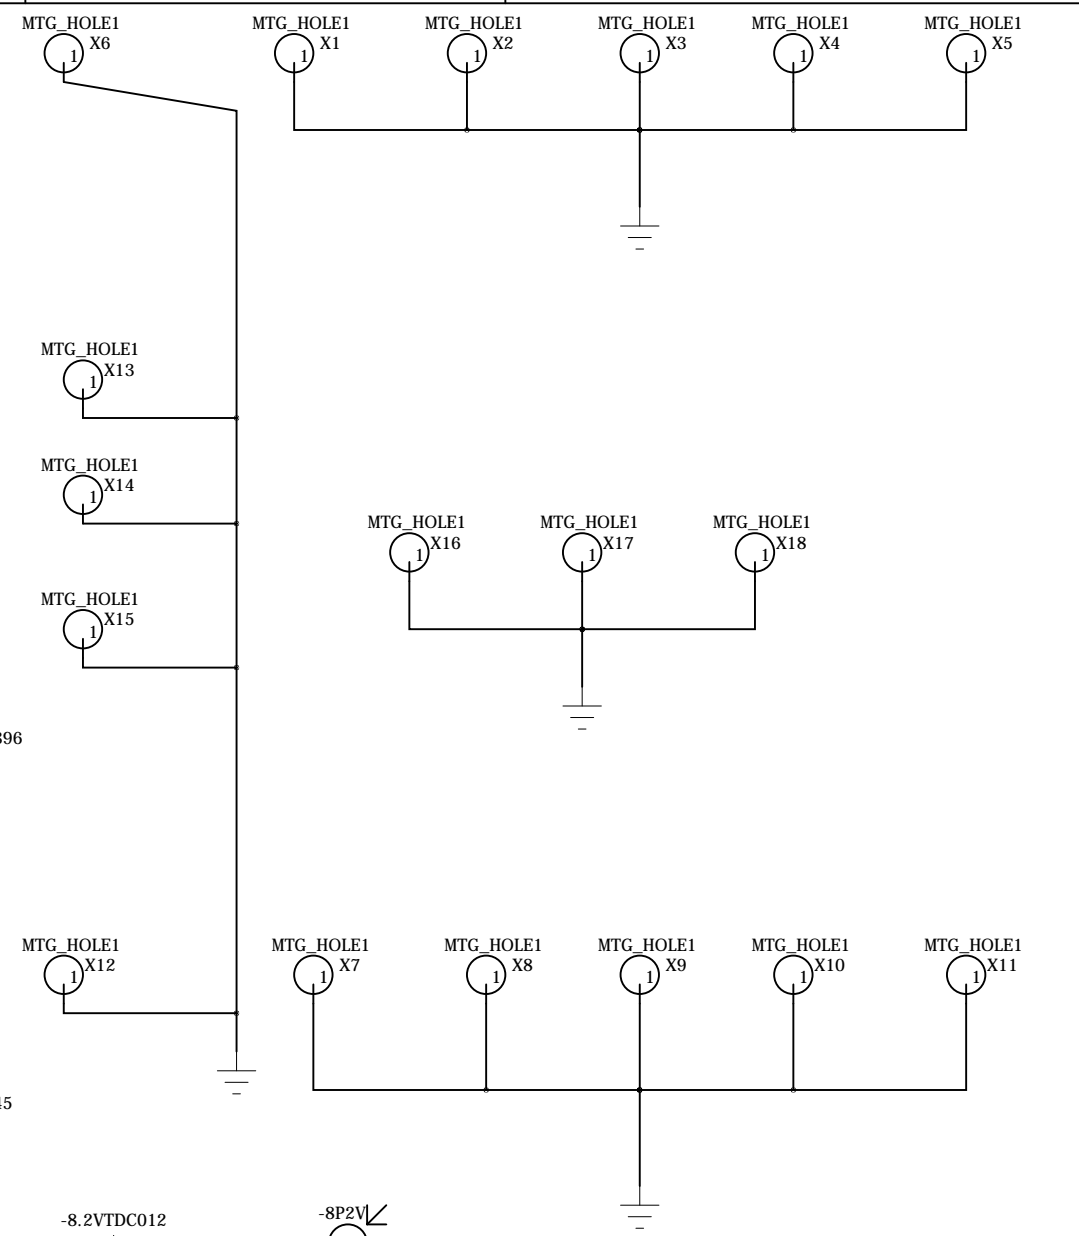 MTG_HOLE1 MTG_HOLE1 MTG_HOLE1 MTG_HOLE1 MTG_HOLE1 MTG_HOLE1
X6 X1 X2 X3 X4 X5
1 1 1 1 1 1
MTG_HOLE1
X13
1
MTG_HOLE1
X14
1
MTG_HOLE1 MTG_HOLE1 MTG_HOLE1
X16 X17 X18
1 1 1
MTG_HOLE1
X15
1
MTG_HOLE1 MTG_HOLE1 MTG_HOLE1 MTG_HOLE1 MTG_HOLE1 MTG_HOLE1
X12 X7 X8 X9 X10 X11
1 1 1 1 1 1
-8.2VTDC012 -8P2V